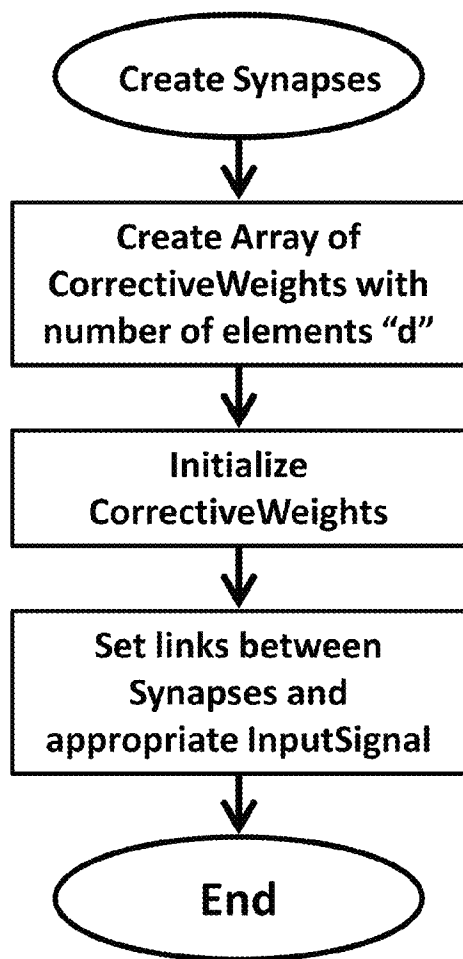 Create Synapses
Create Array of
CorrectiveWeights with
number of elements “d”
Initialize
CorrectiveWeights
Set links between
Synapses and
appropriate InputSignal
End